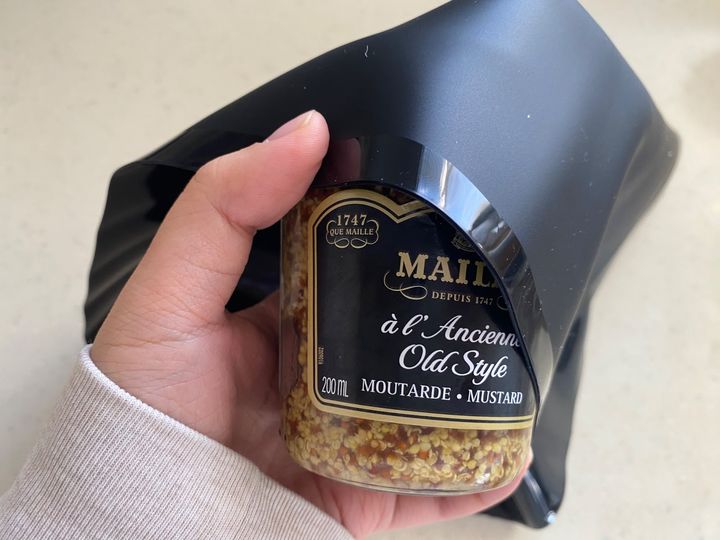 1747
QUE MAILLE
MAIL
DEPUIS 1747
à l'Ancienn
Old Style
200 ML
MOUTARDE • MUSTARD